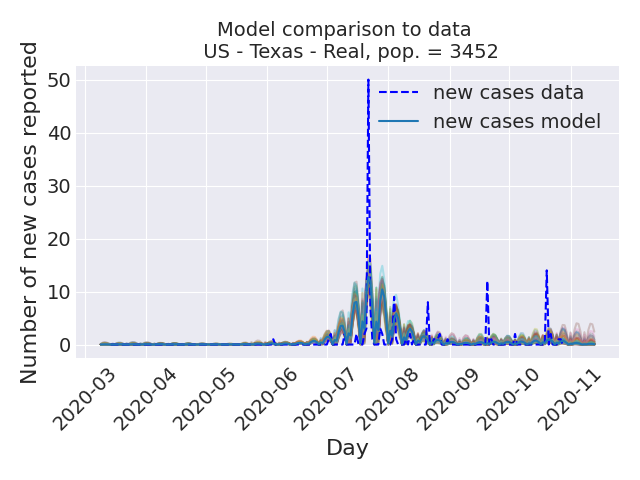 Model comparison to data
US - Texas - Real, pop. = 3452
Number of new cases reported
50
40
30
20
10
0
new cases data
new cases model
2020-03
2020-04
2020-05
2020-06
2020-07
2020-08
2020-09
2020-10
2020-11
Day